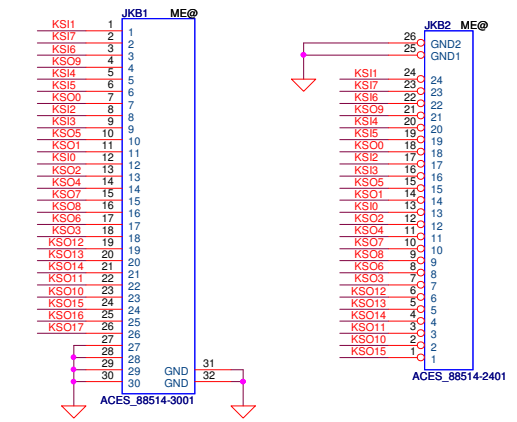 JKB1 ME@
KSI1 1 1
KSI7 2 2
KSI6 3 3
KSO9 4 4
KSI4 5 5
KSI5 6 6
KSO0 7 7
KSI2 8 8
KSI3 9 9
KSO5 10 10
KSO1 11 11
KSI0 12 12
KSO2 13 13
KSO4 14 14
KSO7 15 15
KSO8 16 16
KSO6 17 17
KSO3 18 18
KSO12 19 19
KSO13 20 20
KSO14 21 21
KSO11 22 22
KSO10 23 23
KSO15 24 24
KSO16 25 25
KSO17 26 26
27 27
28 28
29 29 GND 31
30 30 GND 32
ACES_88514-3001
JKB2 ME@
26 GND2
25 GND1
KSI1 24 24
KSI7 23 23
KSI6 22 22
KSO9 21 21
KSI4 20 20
KSI5 19 19
KSO0 18 18
KSI2 17 17
KSI3 16 16
KSO5 15 15
KSO1 14 14
KSI0 13 13
KSO2 12 12
KSO4 11 11
KSO7 10 10
KSO8 9 9
KSO6 8 8
KSO3 7 7
KSO12 6 6
KSO13 5 5
KSO14 4 4
KSO11 3 3
KSO10 2 2
KSO15 1 1
ACES_88514-2401